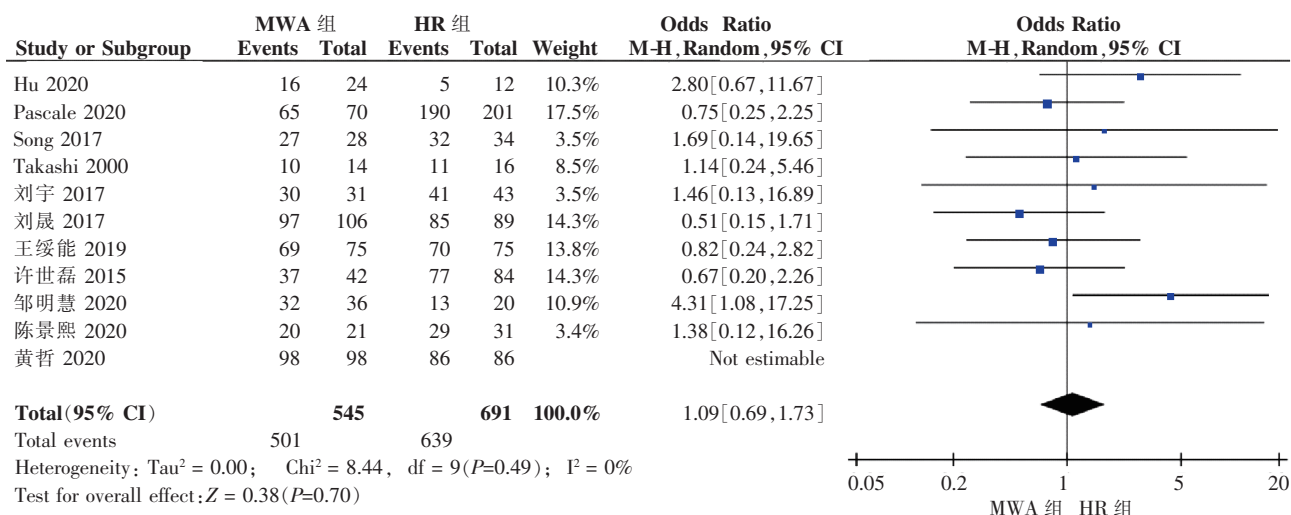 MWA 组 HR 组 Odds Ratio Odds Ratio
Study or Subgroup Events Total Events Total Weight M-H,Random,95% CI M-H,Random,95% CI
Hu 2020 16 24 5 12 10.3% 2.80[0.67,11.67]
Pascale 2020 65 70 190 201 17.5% 0.75[0.25,2.25]
Song 2017 27 28 32 34 3.5% 1.69[0.14,19.65]
Takashi 2000 10 14 11 16 8.5% 1.14[0.24,5.46]
刘宇 2017 30 31 41 43 3.5% 1.46[0.13,16.89]
刘晟 2017 97 106 85 89 14.3% 0.51[0.15,1.71]
王绥能 2019 69 75 70 75 13.8% 0.82[0.24,2.82]
许世磊 2015 37 42 77 84 14.3% 0.67[0.20,2.26]
邹明慧 2020 32 36 13 20 10.9% 4.31[1.08,17.25]
陈景熙 2020 20 21 29 31 3.4% 1.38[0.12,16.26]
黄哲 2020 98 98 86 86 Not estimable
Total(95% CI) 545 691 100.0% 1.09[0.69,1.73]
Total events 501 639
Heterogeneity: Tau² = 0.00; Chi² = 8.44, df = 9(P=0.49); I² = 0%
Test for overall effect:Z = 0.38(P=0.70)
0.05 0.2 1 5 20
MWA 组 HR 组